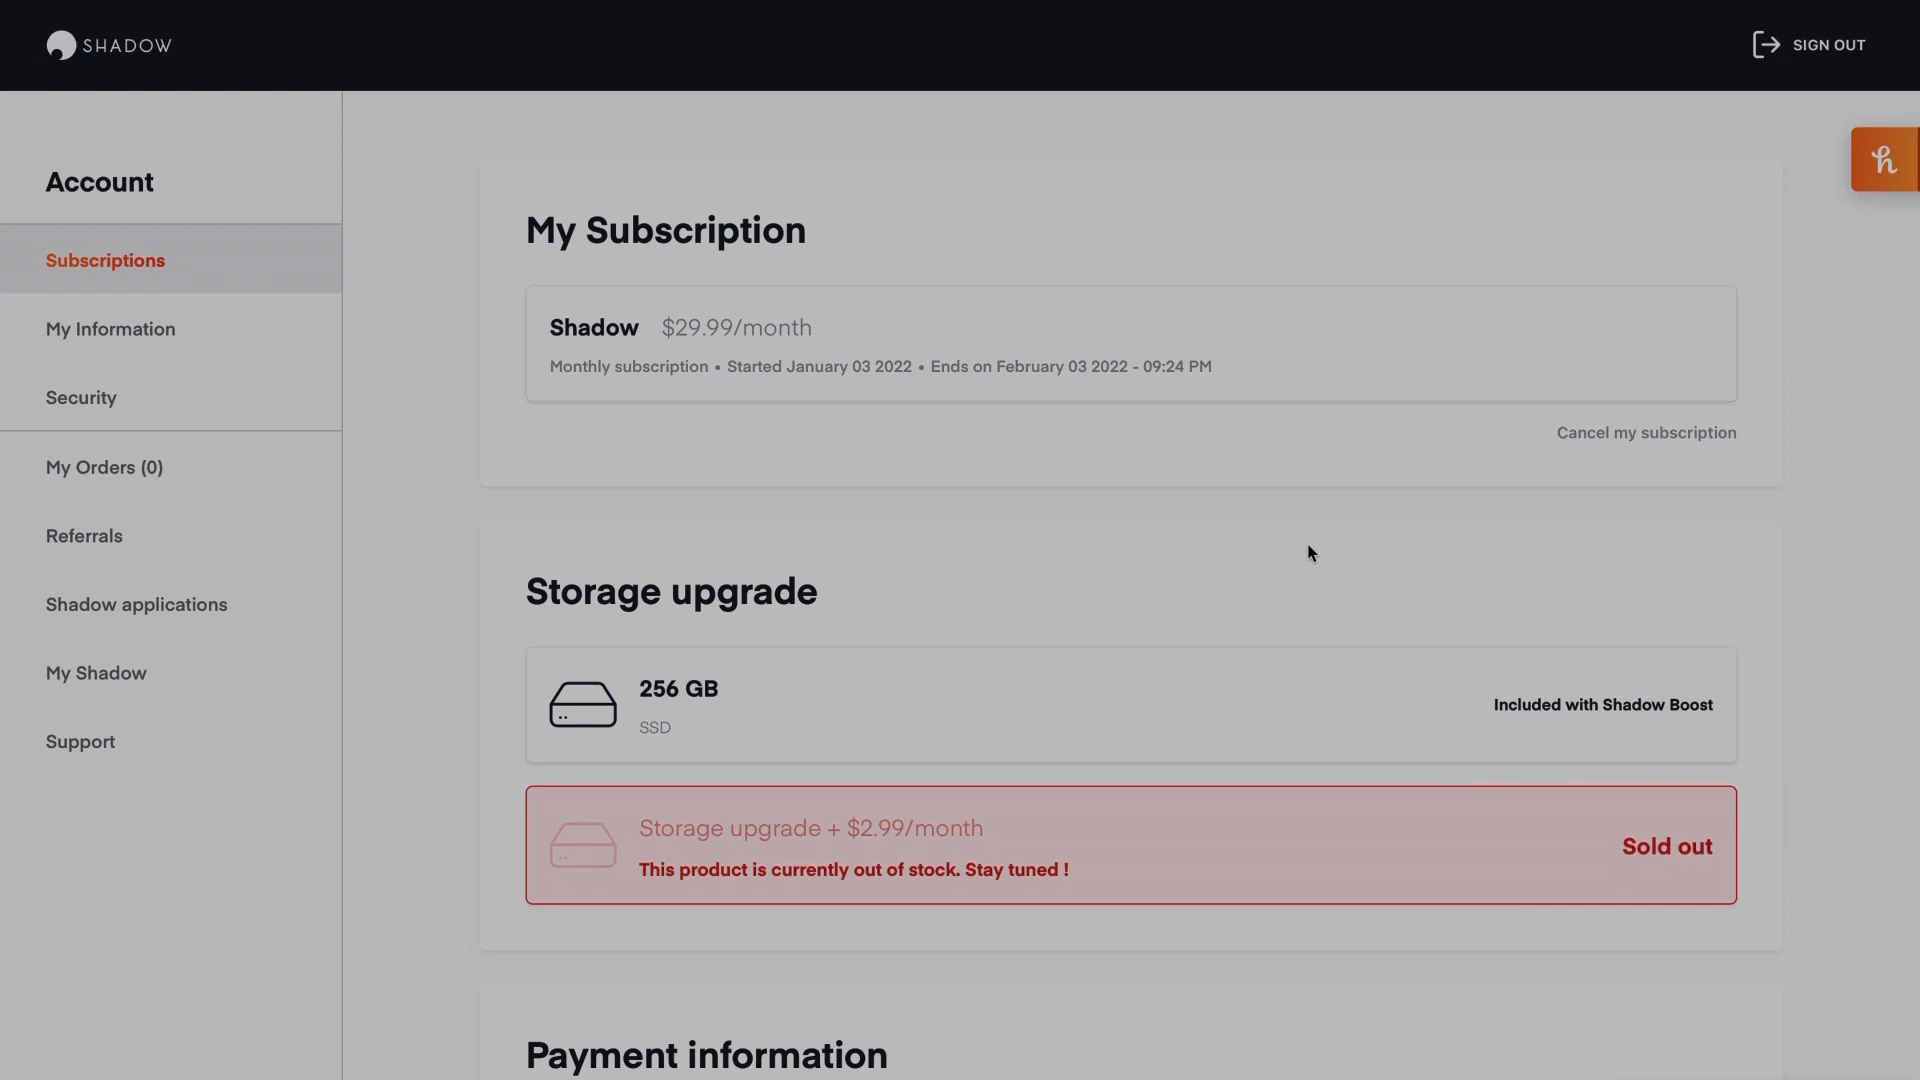 SHADOW
SIGN OUT
Account
Subscriptions
My Information
Security
My Orders (0)
Referrals
Shadow applications
My Shadow
Support
My Subscription
Shadow $29.99/month
Monthly subscription • Started January 03 2022 • Ends on February 03 2022 - 09:24 PM
Cancel my subscription
Storage upgrade
256 GB
SSD
Included with Shadow Boost
Storage upgrade + $2.99/month
This product is currently out of stock. Stay tuned !
Sold out
Payment information
h